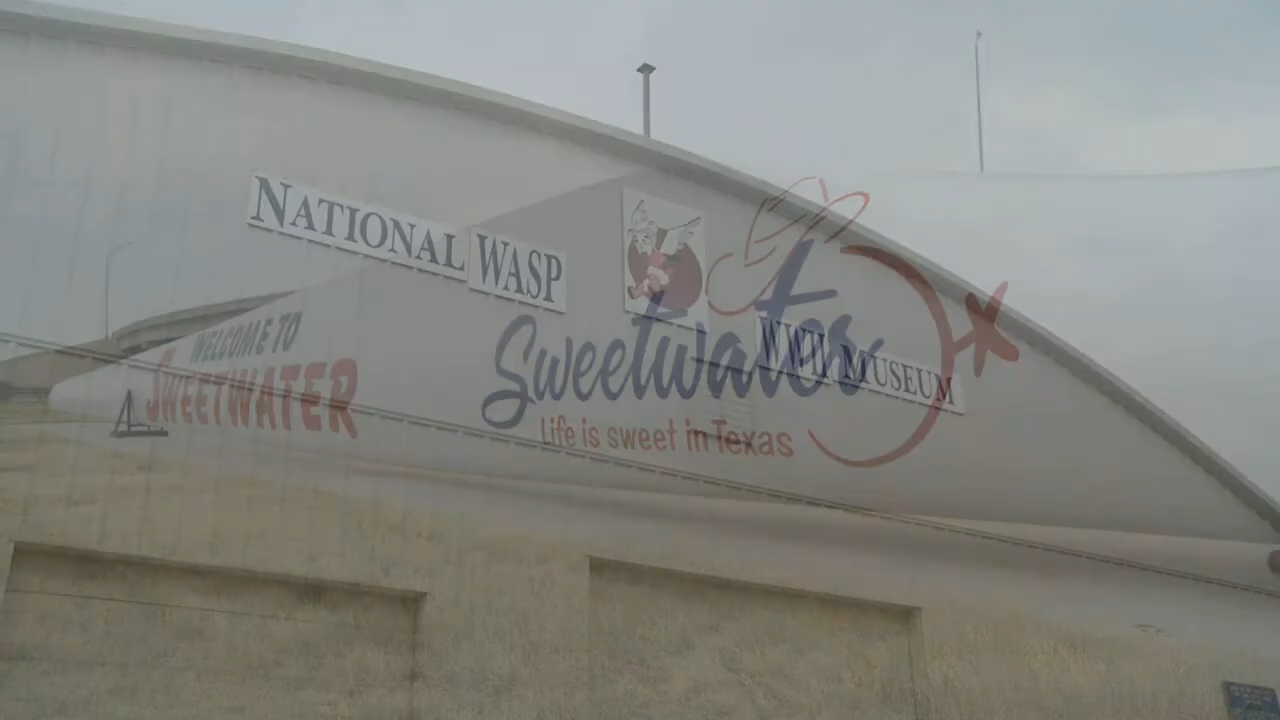 NATIONAL WASP
WWII MUSEUM
WELCOME TO
SWEETWATER
Sweetwater
Life is sweet in Texas